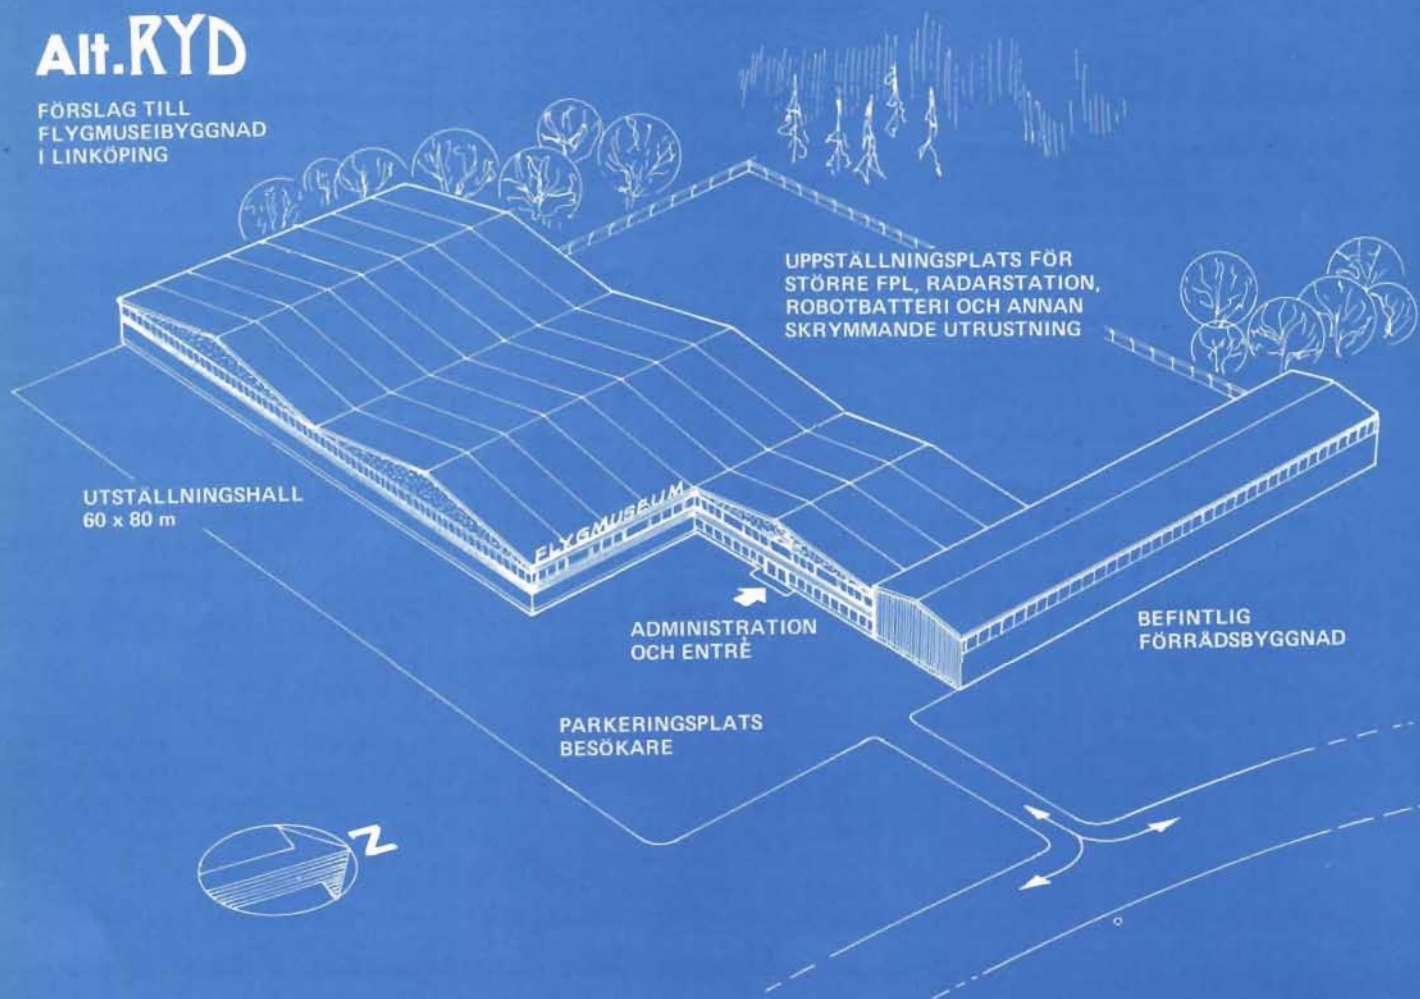 Alt. RYD
FÖRSLAG TILL
FLYGMUSEIBYGGNAD
I LINKÖPING
UPPSTÄLLNINGSPLATS FÖR
STÖRRE FPL, RADARSTATION,
ROBOTBATTERI OCH ANNAN
SKRYMMANDE UTRUSTNING
UTSTÄLLNINGSHALL
60 x 80 m
FLYGMUSEUM
ADMINISTRATION
OCH ENTRÈ
BEFINTLIG
FÖRRÅDSBYGGNAD
PARKERINGSPLATS
BESÖKARE
N